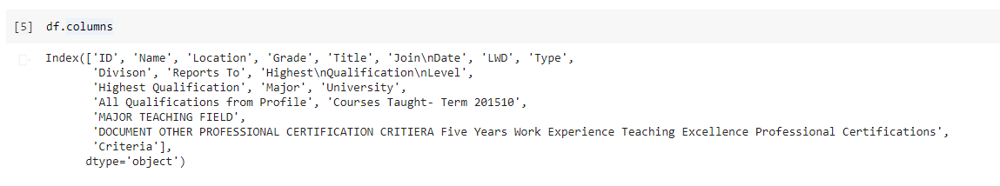 [5] df.columns
Index(['ID', 'Name', 'Location', 'Grade', 'Title', 'Join\nDate', 'LWD', 'Type',
'Divison', 'Reports To', 'Highest\nQualification\nLevel',
'Highest Qualification', 'Major', 'University',
'All Qualifications from Profile', 'Courses Taught- Term 201510',
'MAJOR TEACHING FIELD',
'DOCUMENT OTHER PROFESSIONAL CERTIFICATION CRITIERA Five Years Work Experience Teaching Excellence Professional Certifications',
'Criteria'],
dtype='object')